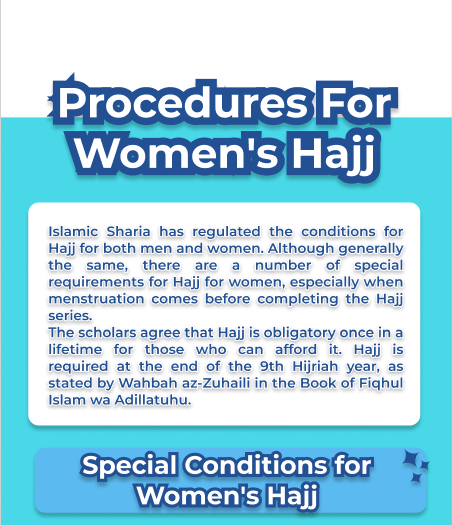 Procedures For
Women's Hajj
Islamic Sharia has regulated the conditions for
Hajj for both men and women. Although generally
the same, there are a number of special
requirements for Hajj for women, especially when
menstruation comes before completing the Hajj
series.
The scholars agree that Hajj is obligatory once in a
lifetime for those who can afford it. Hajj is
required at the end of the 9th Hijriah year, as
stated by Wahbah az-Zuhaili in the Book of Fiqhul
Islam wa Adillatuhu.
Special Conditions for
Women's Hajj